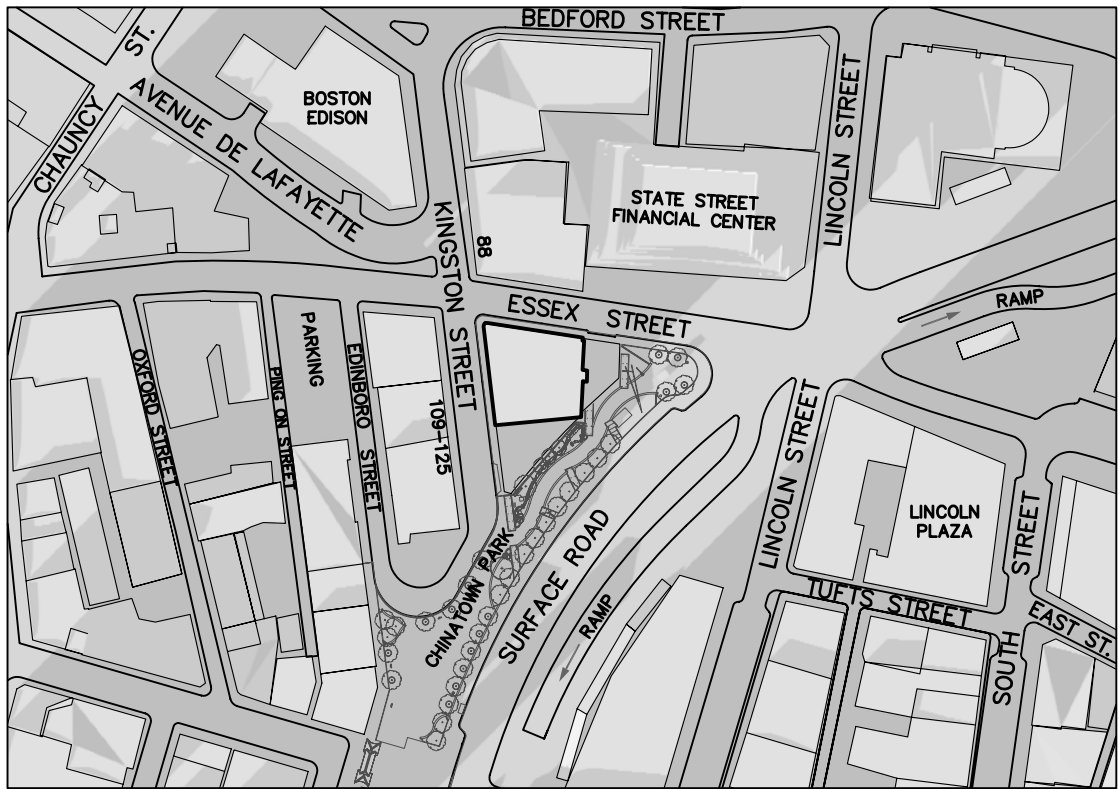 BEDFORD STREET
ST.
CHAUNCY
AVENUE DE LAFAYETTE
BOSTON
EDISON
LINCOLN STREET
STATE STREET
FINANCIAL CENTER
KINGSTON STREET
88
ESSEX STREET
RAMP
OXFORD STREET
PING ON STREET
PARKING
EDINBORO STREET
109-125
LINCOLN STREET
LINCOLN
PLAZA
STREET
SOUTH
CHINATOWN PARK
SURFACE ROAD
RAMP
TUFTS STREET
EAST ST.